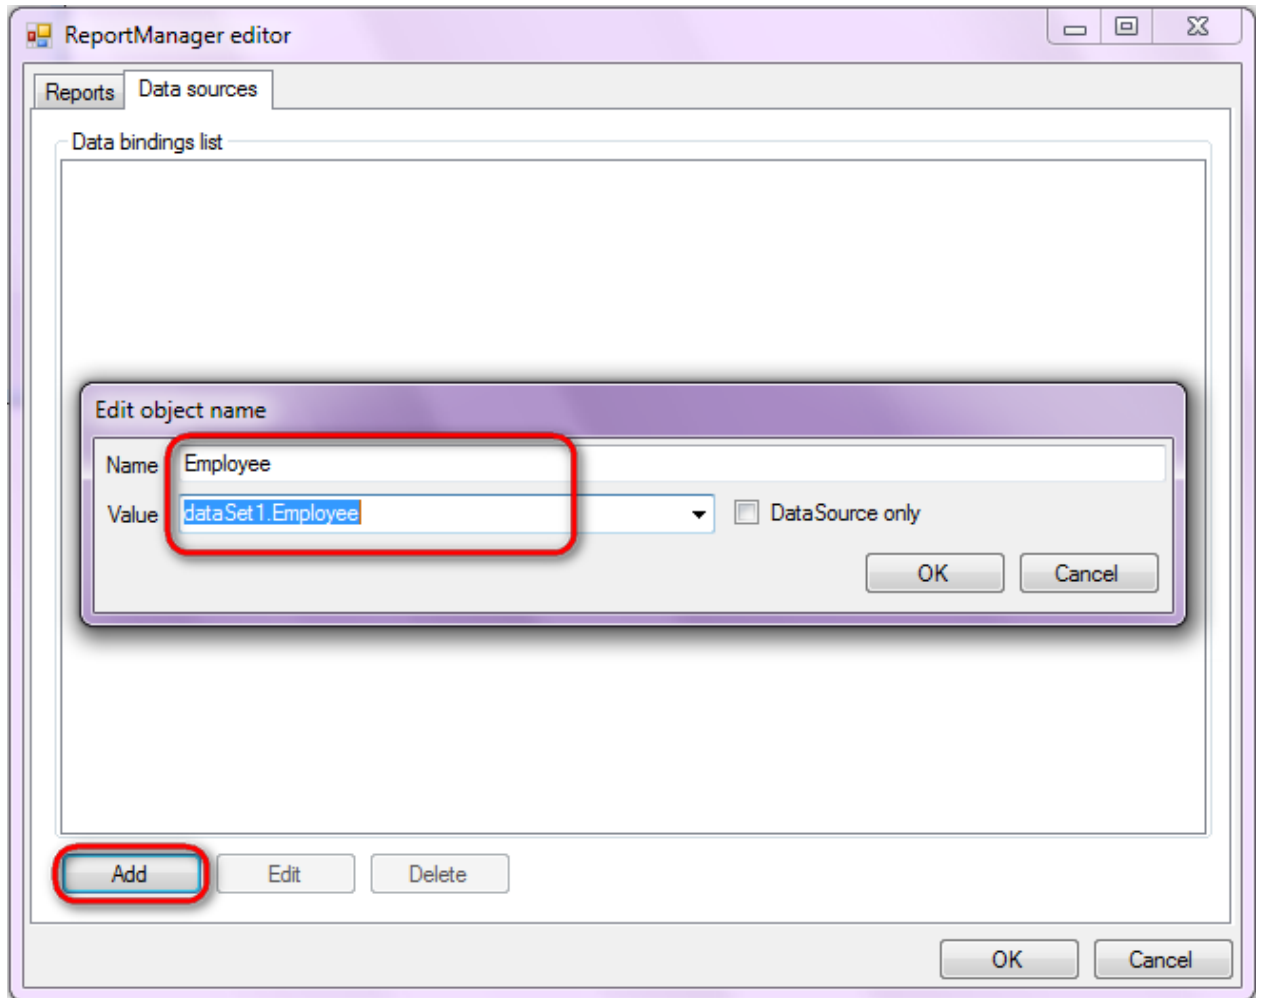 ReportManager editor
Reports Data sources
Data bindings list
Edit object name
Name Employee
Value dataSet1.Employee DataSource only
OK Cancel
Add Edit Delete
OK Cancel